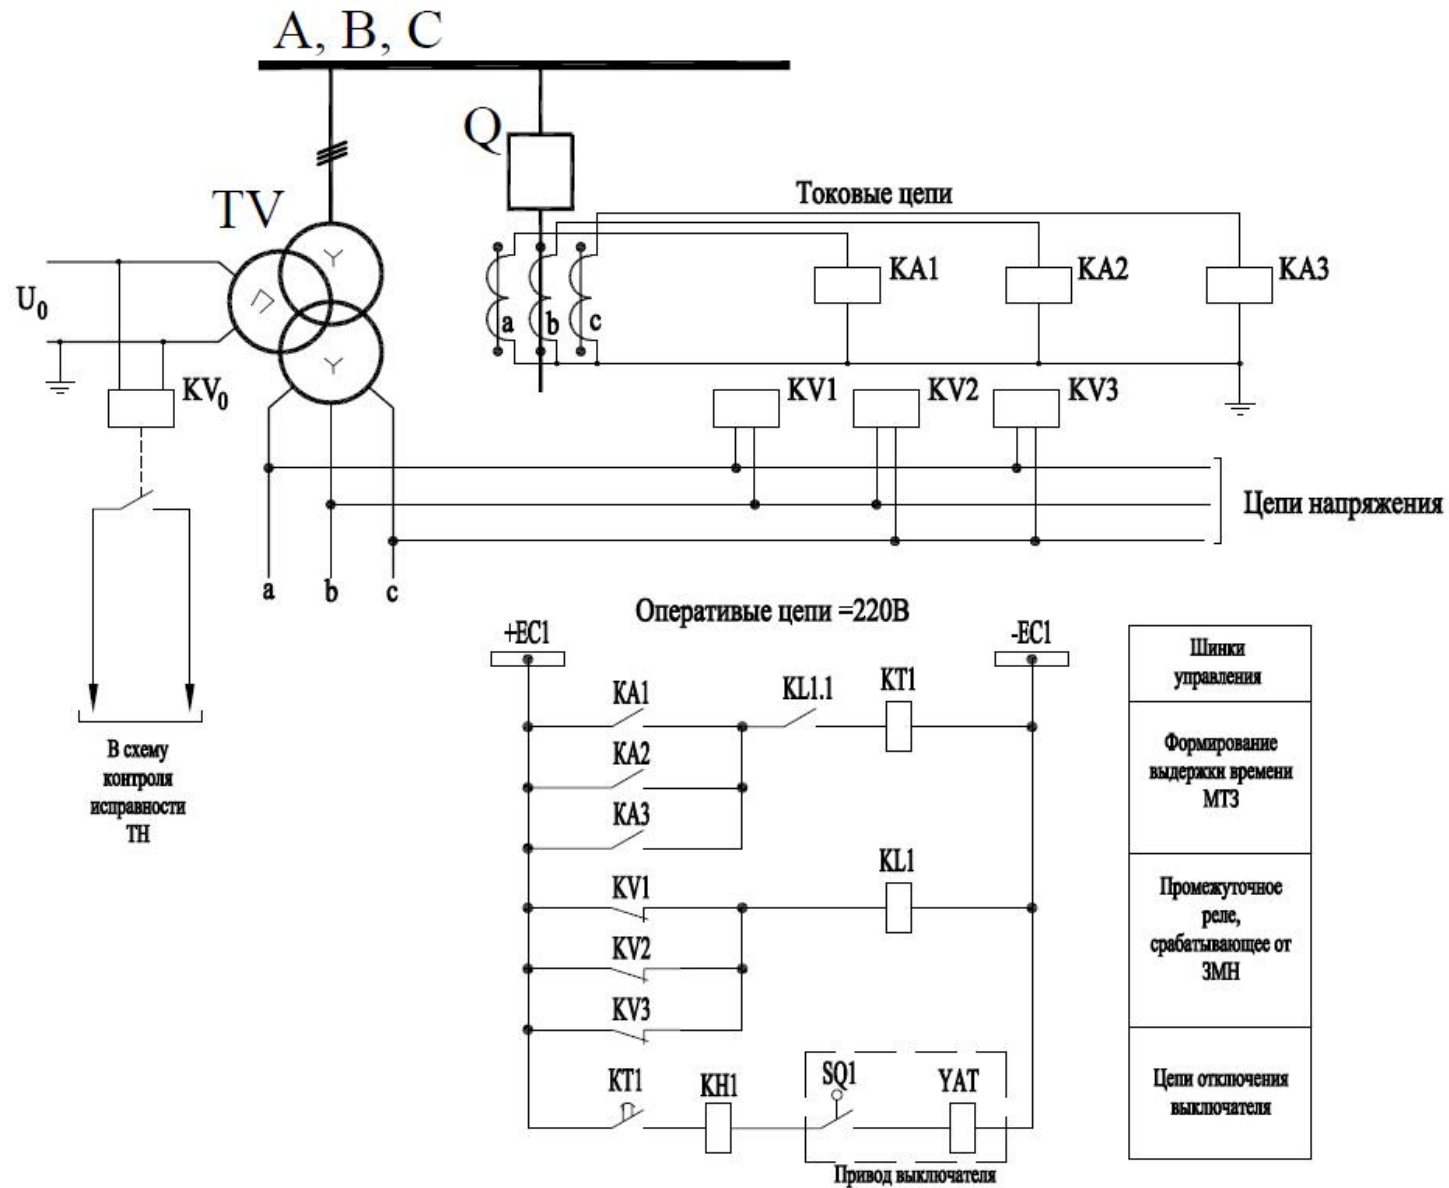 A, B, C
Q
TV
Токовые цепи
KA1
KA2
KA3
U0
a
b
c
KV0
KV1
KV2
KV3
Цепи напряжения
a
b
c
Оперативые цепи =220В
+EC1
-EC1
Шинки
управления
KA1
KL1.1
KT1
KA2
KA3
Формирование
выдержки времени
МТЗ
В схему
контроля
исправности
ТН
KV1
KL1
KV2
KV3
Промежуточное
реле,
срабатывающее от
ЗМН
KT1
KH1
SQ1
YAT
Цепи отключения
выключателя
Привод выключателя